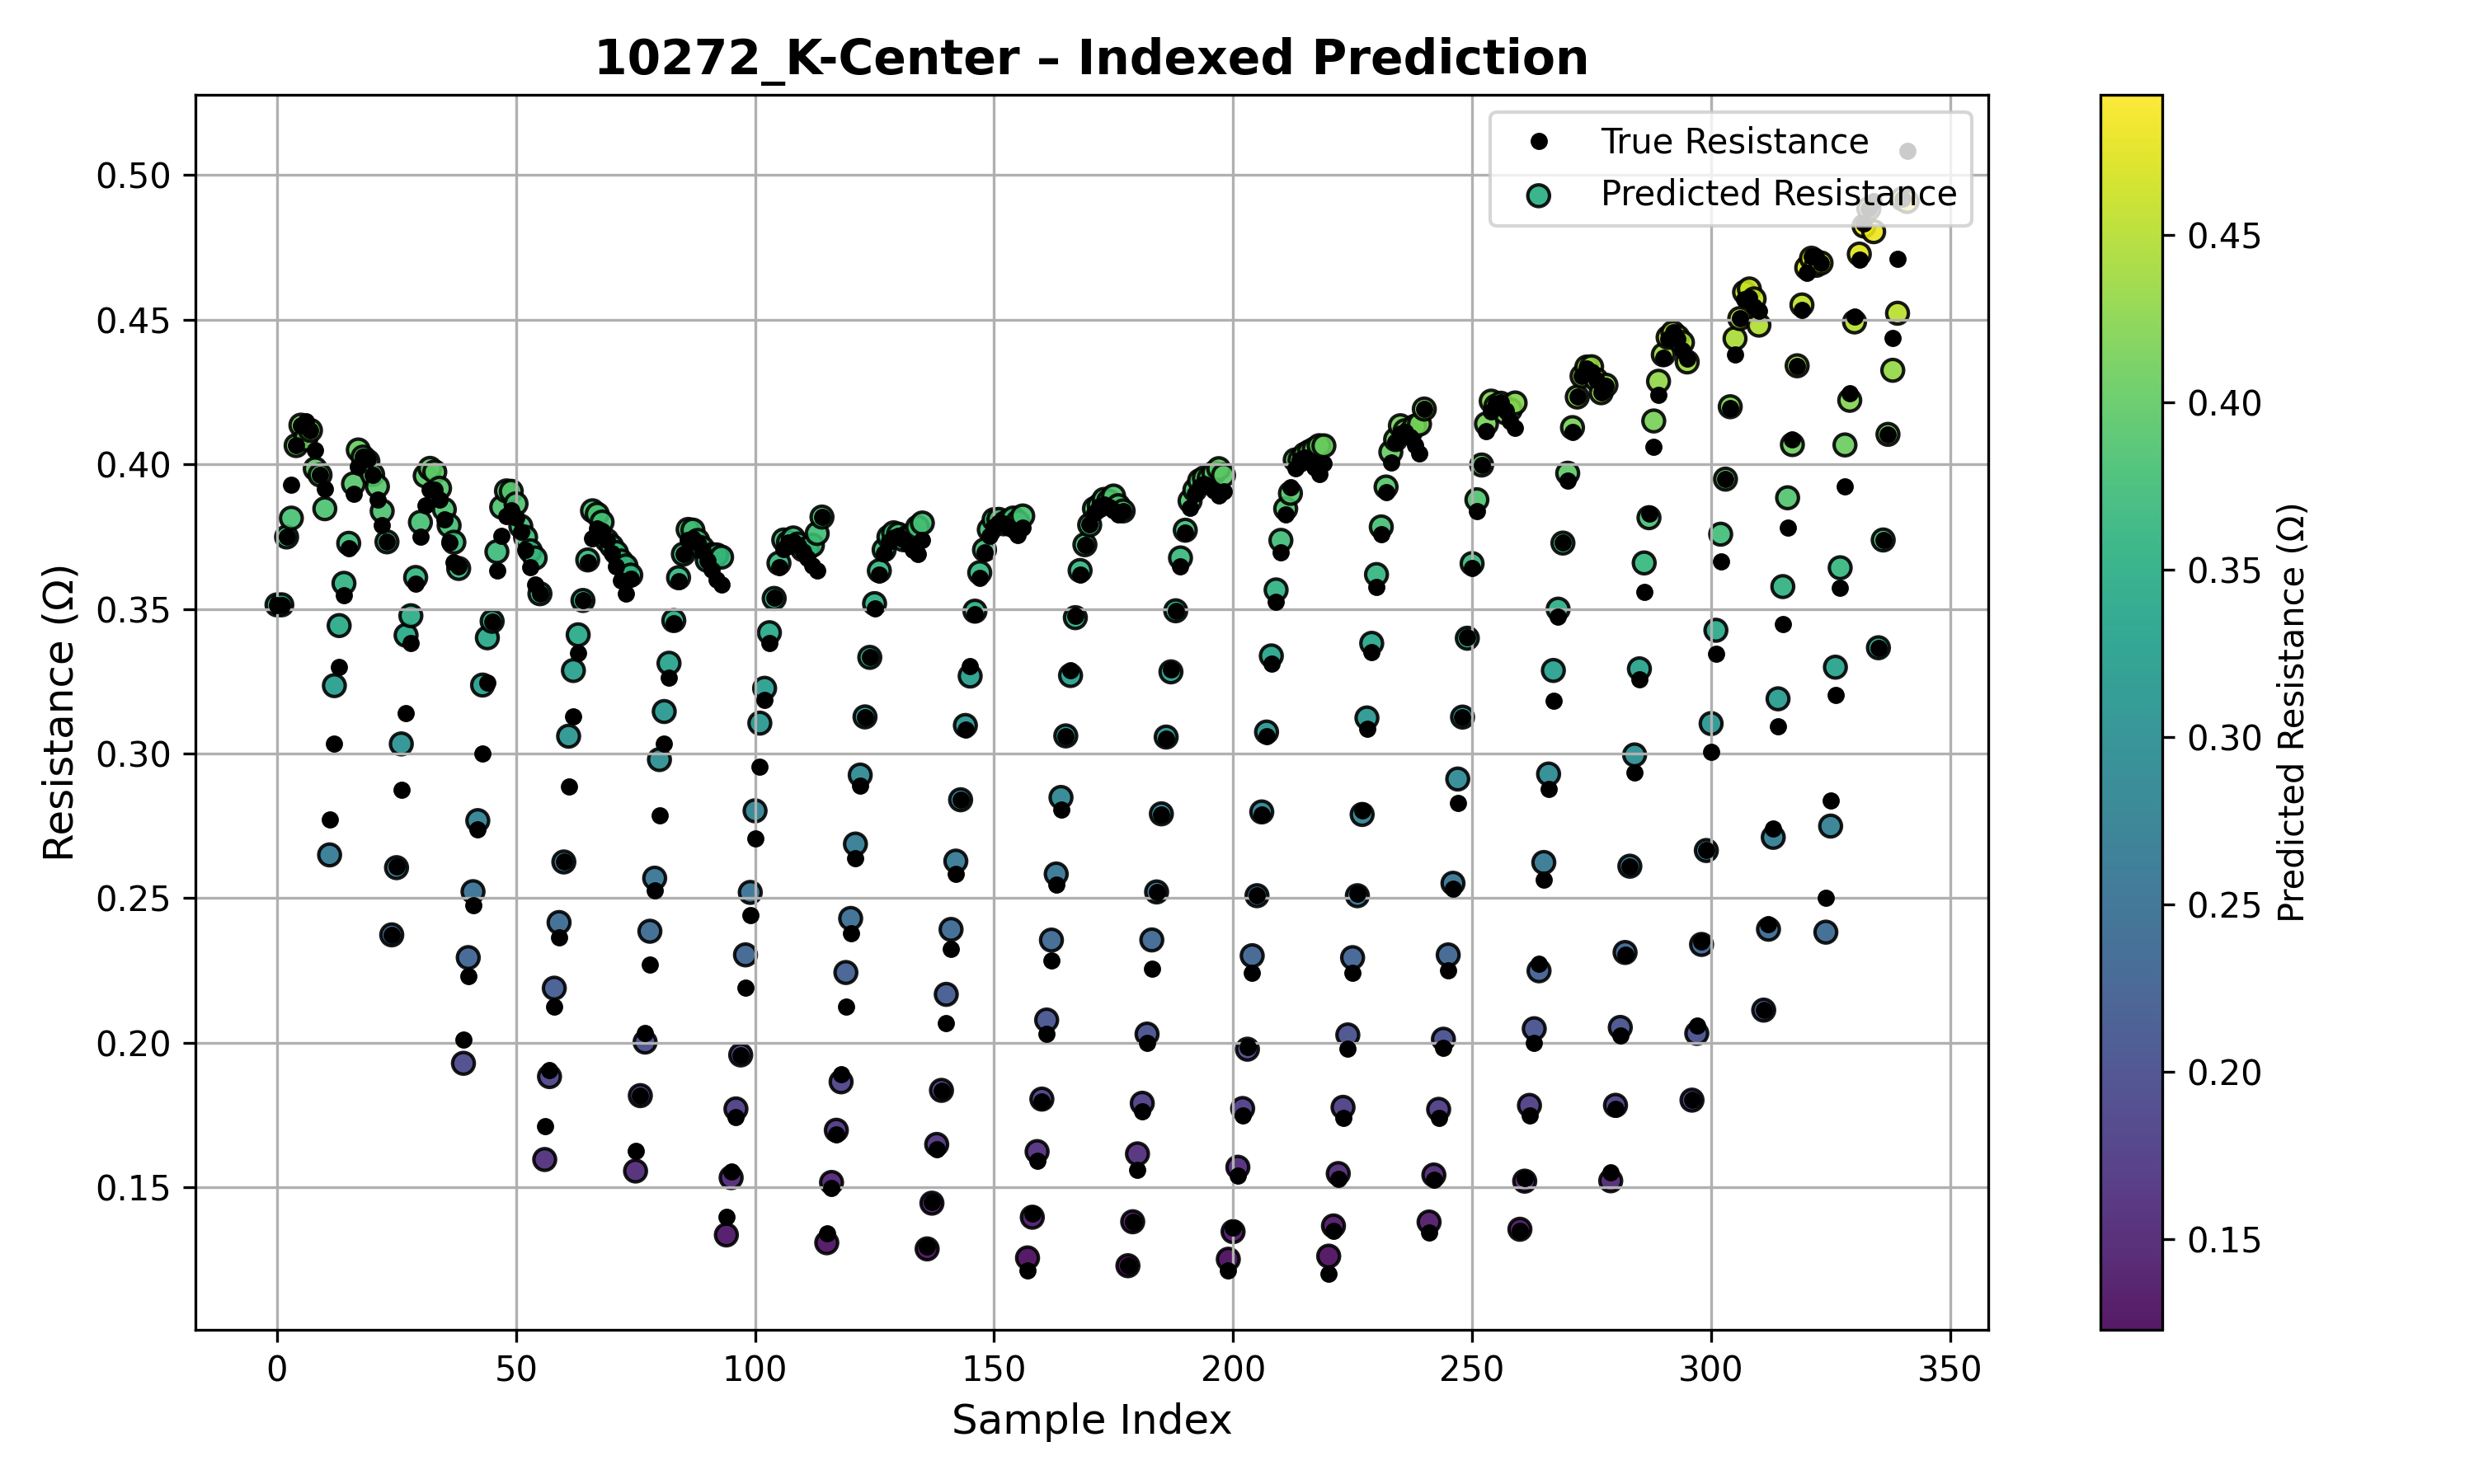 10272_K-Center – Indexed Prediction
True Resistance
Predicted Resistance
Resistance (Ω)
0.50
0.45
0.40
0.35
0.30
0.25
0.20
0.15
0 50 100 150 200 250 300 350
Sample Index
0.45
0.40
0.35
0.30
0.25
0.20
0.15
Predicted Resistance (Ω)